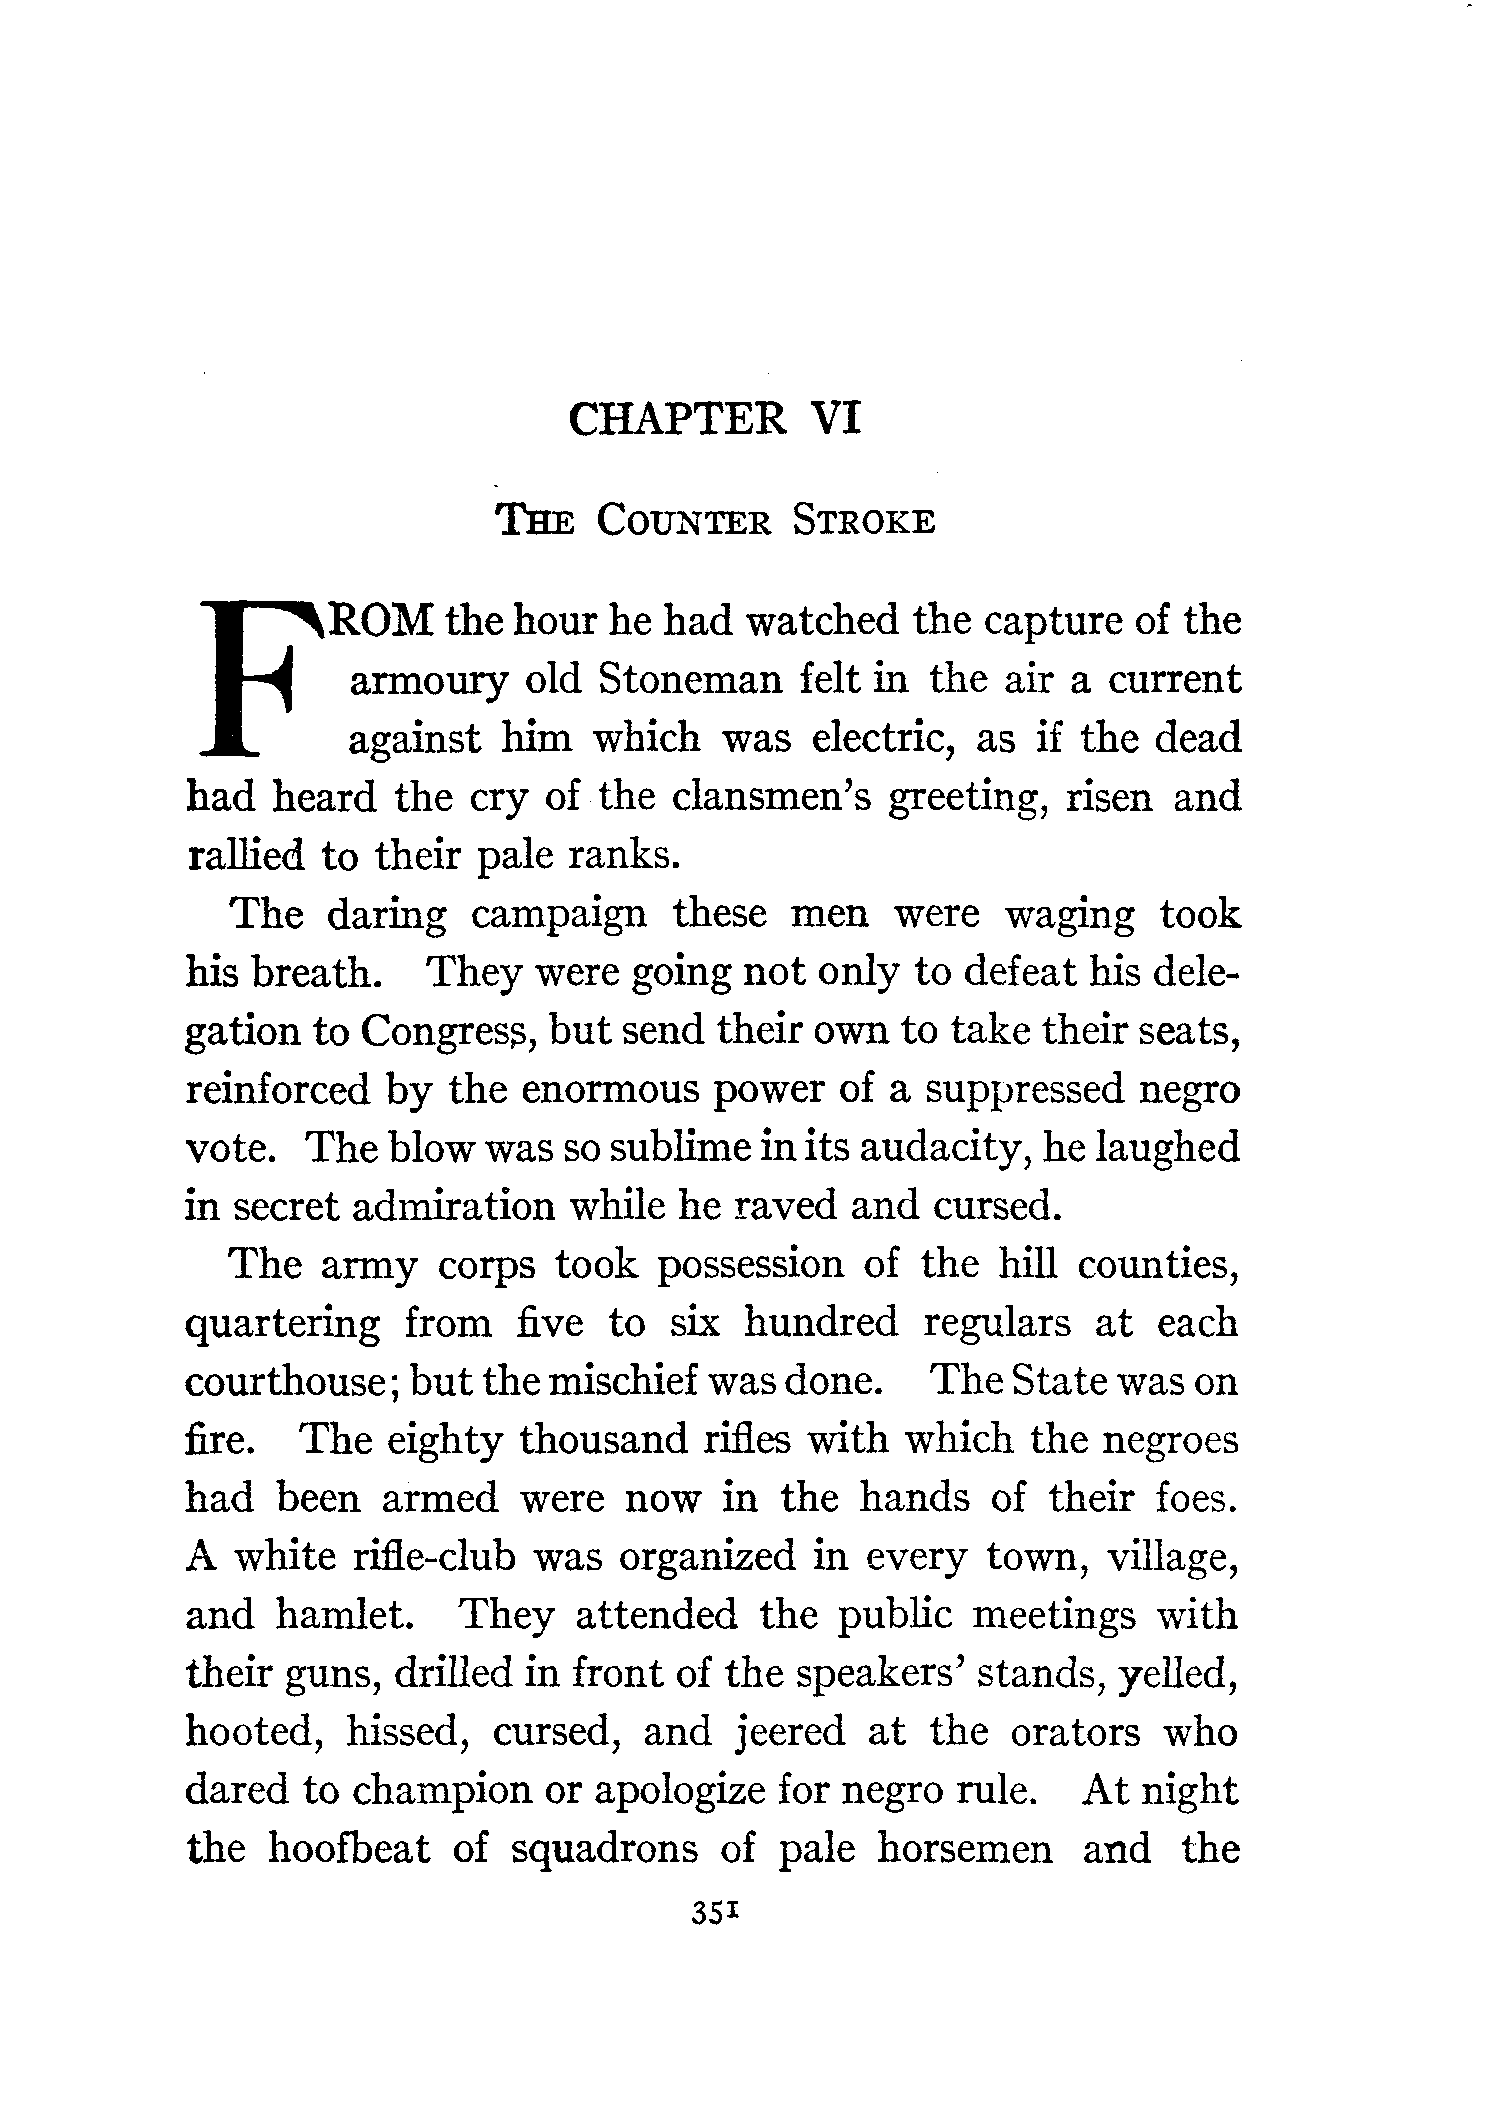 CHAPTER VI
THE COUNTER STROKE
FROM the hour he had watched the capture of the
armoury old Stoneman felt in the air a current
against him which was electric, as if the dead
had heard the cry of the clansmen's greeting, risen and
rallied to their pale ranks.
The daring campaign these men were waging took
his breath. They were going not only to defeat his dele-
gation to Congress, but send their own to take their seats,
reinforced by the enormous power of a suppressed negro
vote. The blow was so sublime in its audacity, he laughed
in secret admiration while he raved and cursed.
The army corps took possession of the hill counties,
quartering from five to six hundred regulars at each
courthouse; but the mischief was done. The State was on
fire. The eighty thousand rifles with which the negroes
had been armed were now in the hands of their foes.
A white rifle-club was organized in every town, village,
and hamlet. They attended the public meetings with
their guns, drilled in front of the speakers' stands, yelled,
hooted, hissed, cursed, and jeered at the orators who
dared to champion or apologize for negro rule. At night
the hoofbeat of squadrons of pale horsemen and the
351